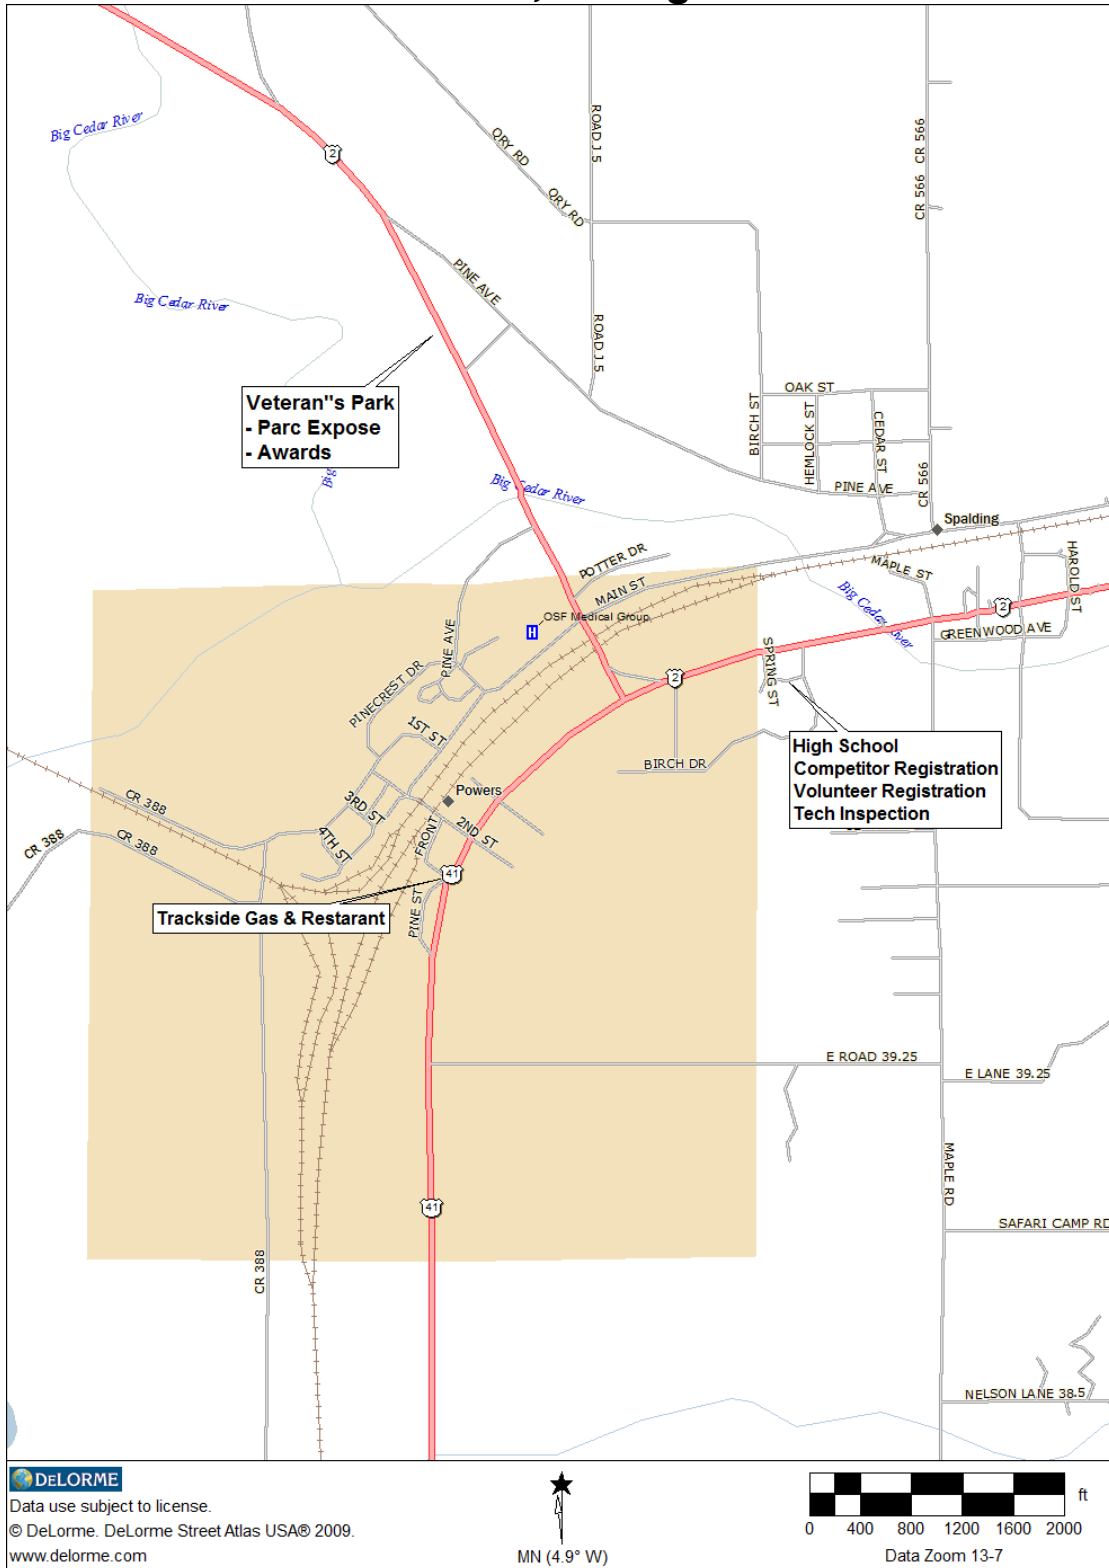 Big Cedar River
2
QRY RD
ROAD J.5
CR 566
CR 566
QRY RD
PINE AVE
Big Cedar River
ROAD J.5
Veteran"s Park
- Parc Expose
- Awards
OAK ST
BIRCH ST
HEMLOCK ST
CEDAR ST
CR 566
PINE AVE
Big
Big Cedar River
Spalding
POTTER DR
MAPLE ST
HAROLD ST
MAIN ST
Big Cedar River
2
OSF Medical Group
H
GREENWOOD AVE
PINE AVE
SPRING ST
PINECREST DR
2
1ST ST
High School
Competitor Registration
Volunteer Registration
Tech Inspection
BIRCH DR
Powers
CR 388
3RD ST
CR 388
CR 388
4TH ST
FRONT
2ND ST
41
Trackside Gas & Restarant
PINE ST
E ROAD 39.25
E LANE 39.25
MAPLE RD
41
SAFARI CAMP RD
CR 388
NELSON LANE 38.5
DELORME
Data use subject to license.
© DeLorme. DeLorme Street Atlas USA® 2009.
www.delorme.com
MN (4.9° W)
ft
0 400 800 1200 1600 2000
Data Zoom 13-7